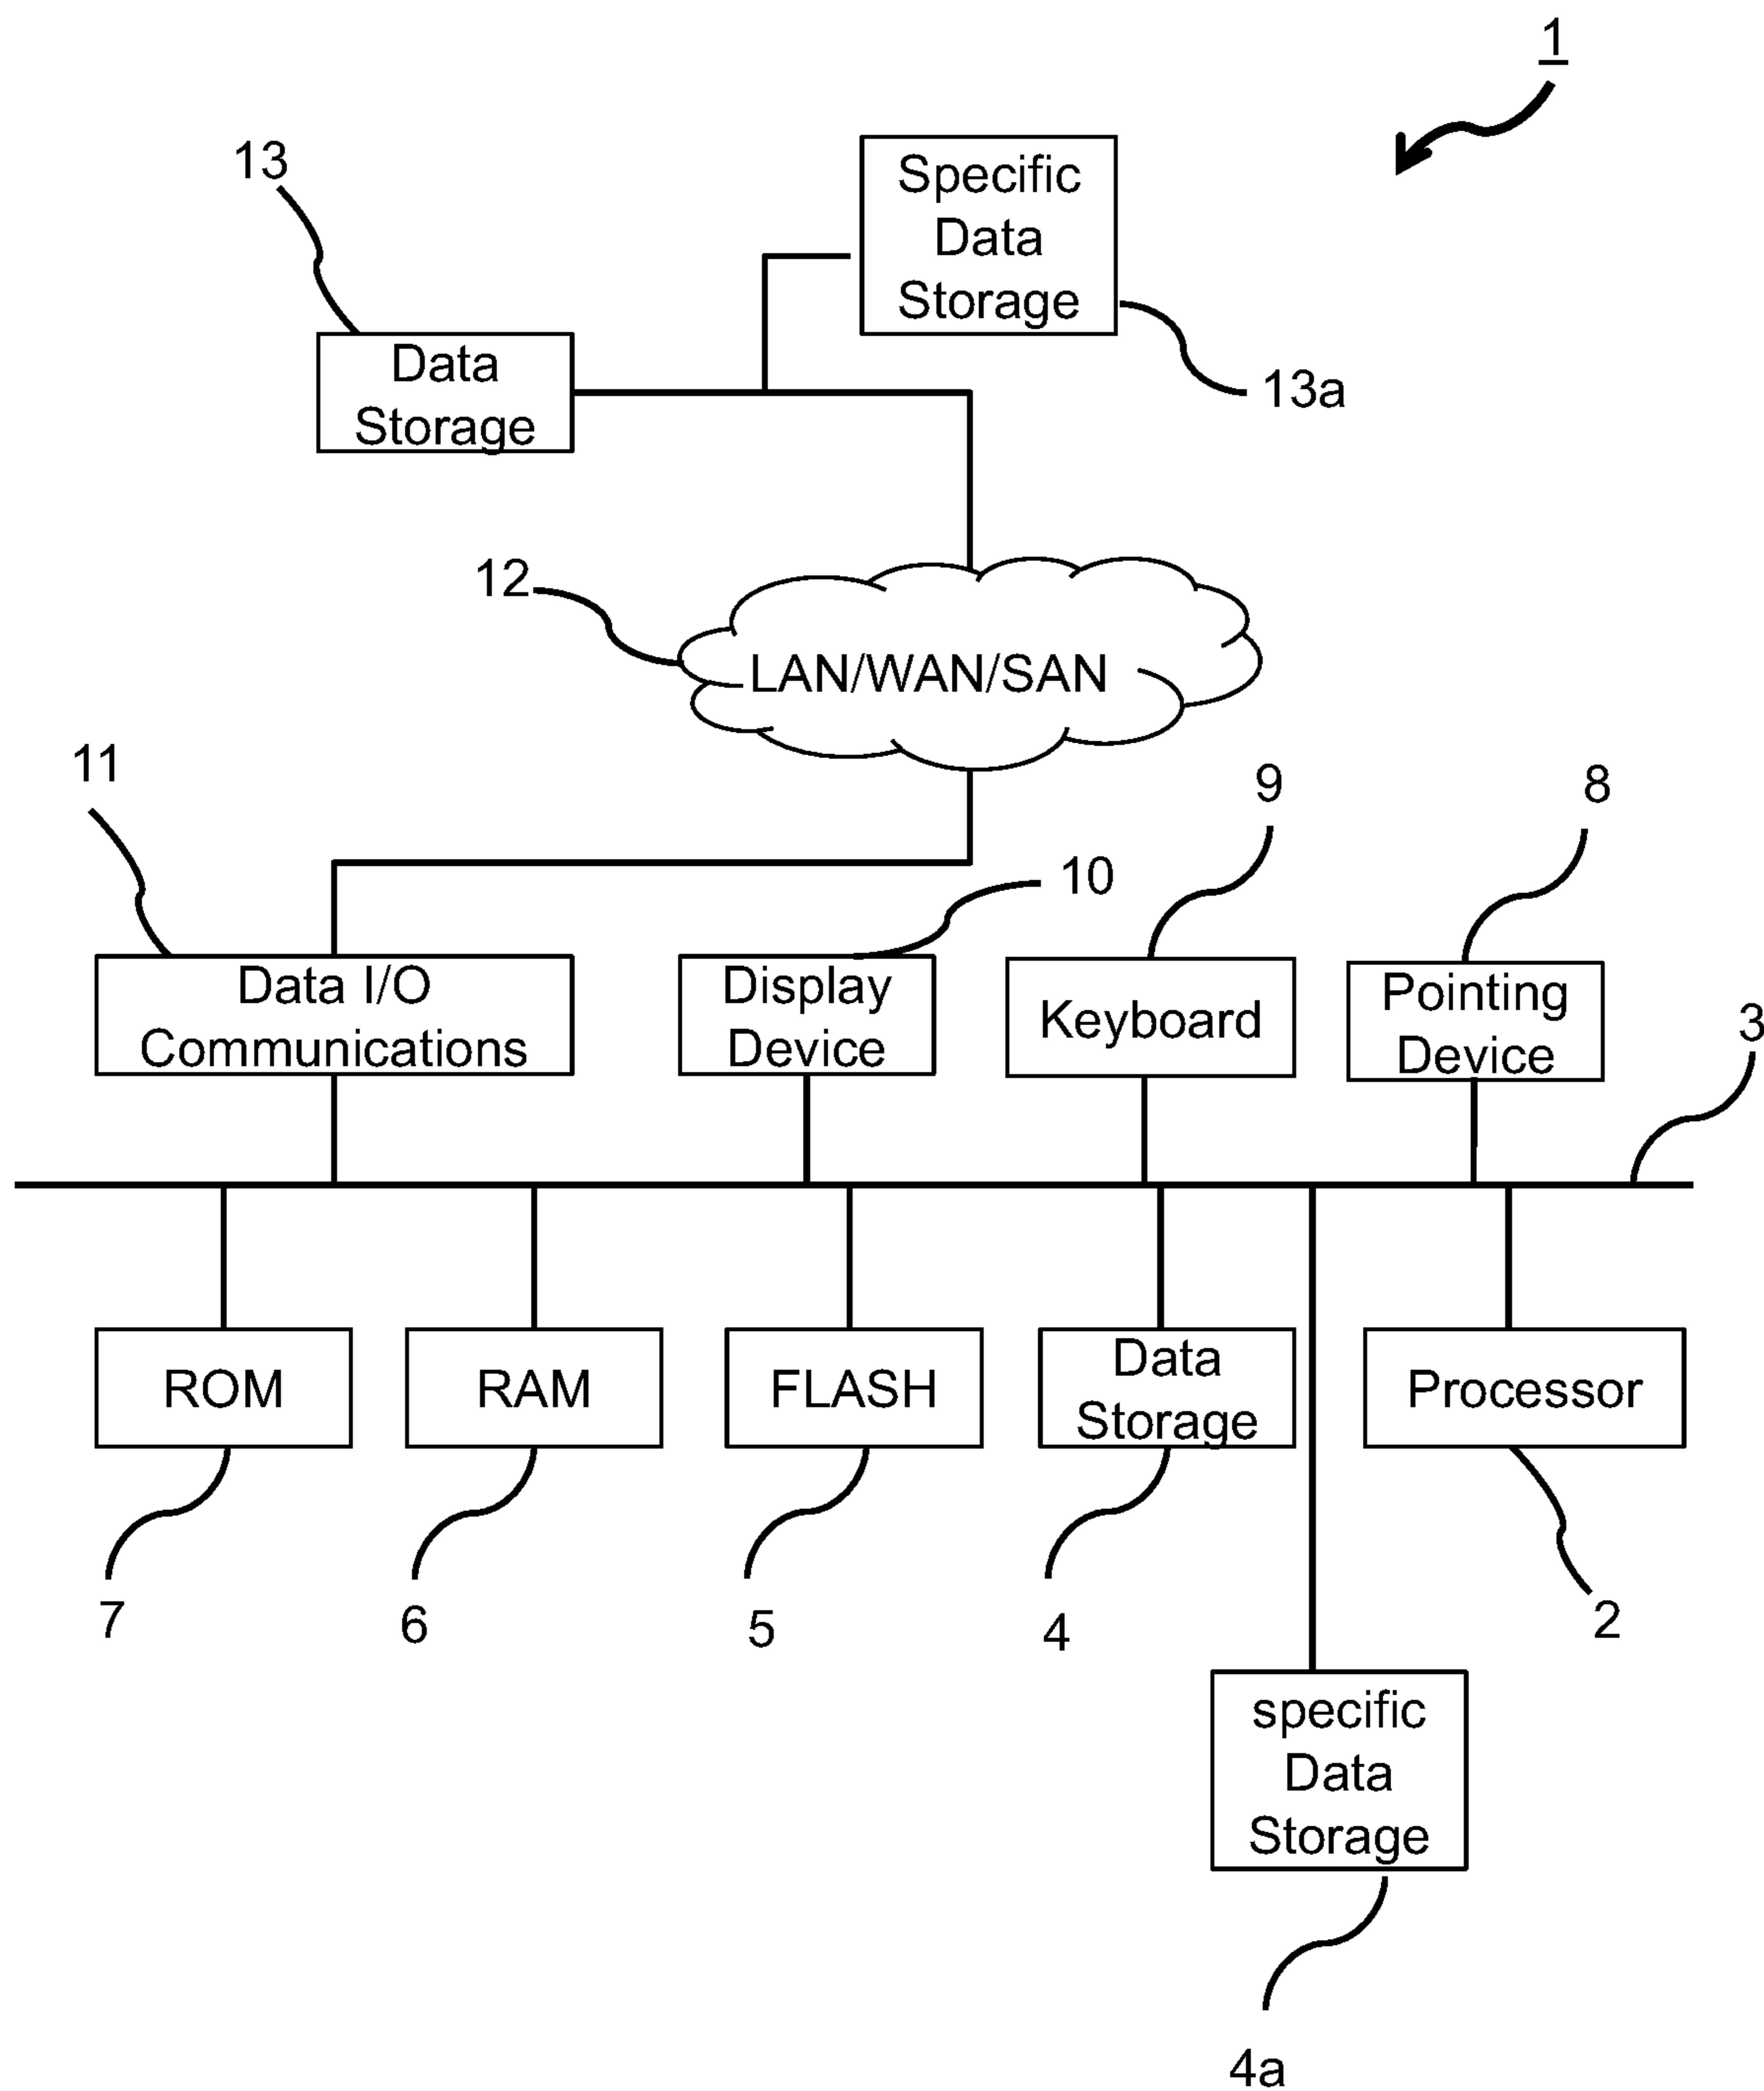 1
13
Specific
Data
Storage
Data
Storage
13a
12
LAN/WAN/SAN
11
9
8
10
Data I/O
Communications
Display
Device
Keyboard
Pointing
Device
3
ROM
RAM
FLASH
Data
Storage
Processor
7
6
5
4
2
specific
Data
Storage
4a